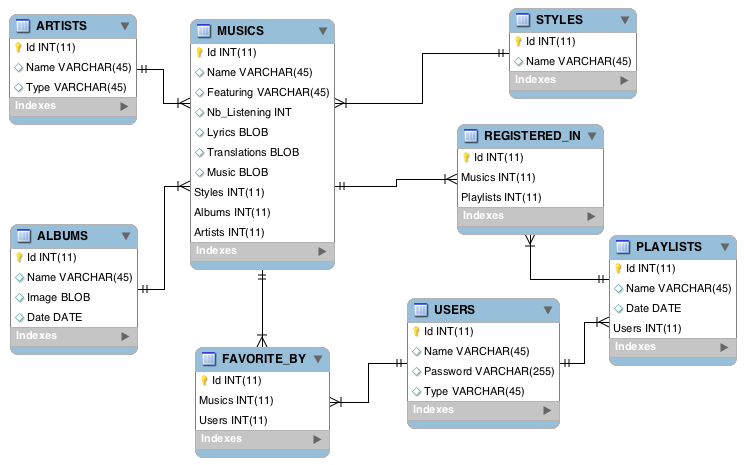 ARTISTS
Id INT(11)
Name VARCHAR(45)
Type VARCHAR(45)
Indexes
MUSICS
Id INT(11)
Name VARCHAR(45)
Featuring VARCHAR(45)
Nb_Listening INT
Lyrics BLOB
Translations BLOB
Music BLOB
Styles INT(11)
Albums INT(11)
Artists INT(11)
Indexes
STYLES
Id INT(11)
Name VARCHAR(45)
Indexes
REGISTERED_IN
Id INT(11)
Musics INT(11)
Playlists INT(11)
Indexes
ALBUMS
Id INT(11)
Name VARCHAR(45)
Image BLOB
Date DATE
Indexes
PLAYLISTS
Id INT(11)
Name VARCHAR(45)
Date DATE
Users INT(11)
Indexes
USERS
Id INT(11)
Name VARCHAR(45)
Password VARCHAR(255)
Type VARCHAR(45)
Indexes
FAVORITE_BY
Id INT(11)
Musics INT(11)
Users INT(11)
Indexes